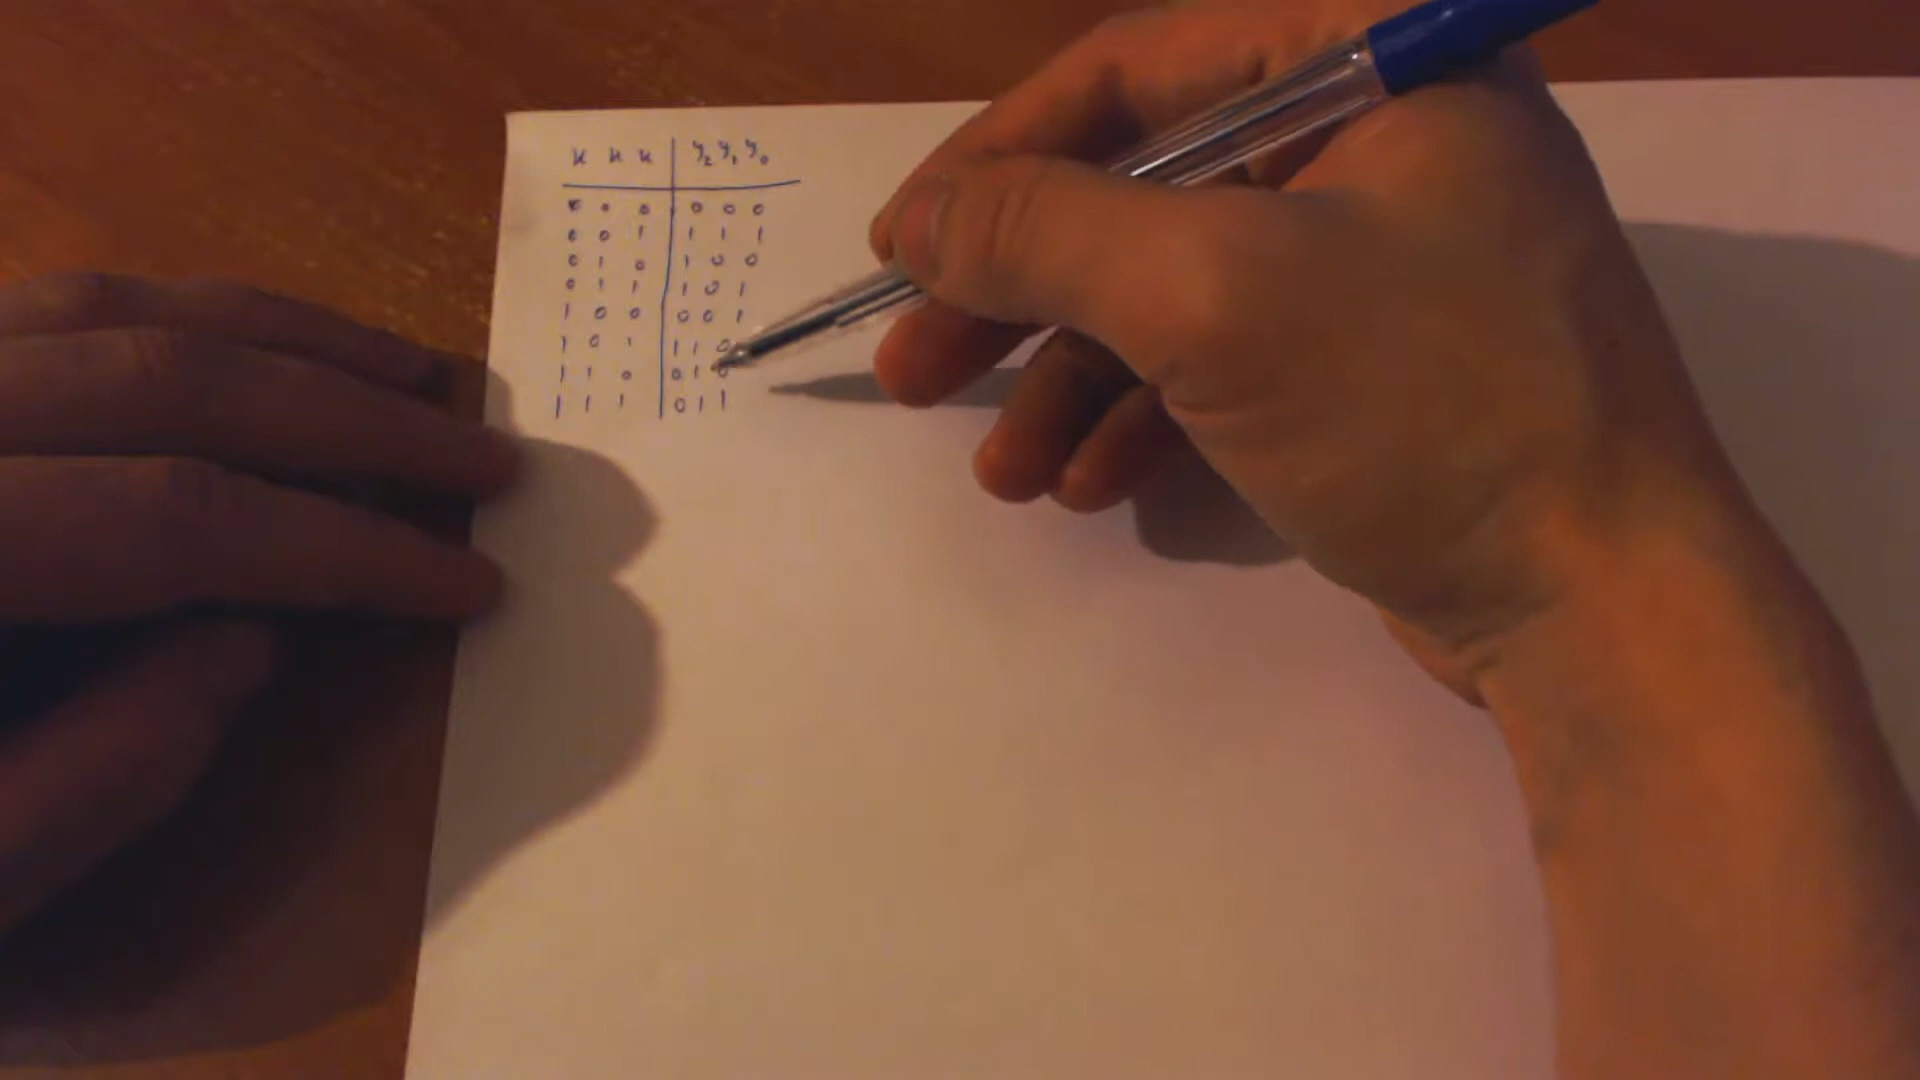 x x x y₂ y₁ y₀
0 0 0 0 0 0
0 0 1 1 1 1
0 1 0 1 0 0
0 1 1 1 0 1
1 0 0 0 0 1
1 0 1 1 1 0
1 1 0 0 1 0
1 1 1 0 1 1